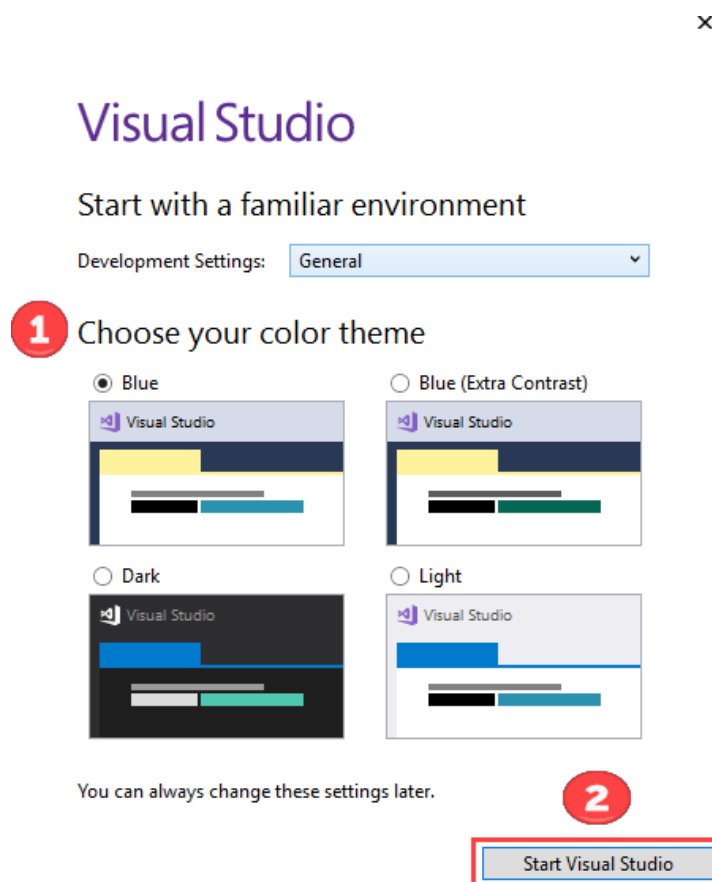 Visual Studio
Start with a familiar environment
Development Settings: General
1 Choose your color theme
Blue
Blue (Extra Contrast)
Visual Studio
Visual Studio
Dark
Light
Visual Studio
Visual Studio
You can always change these settings later.
2
Start Visual Studio